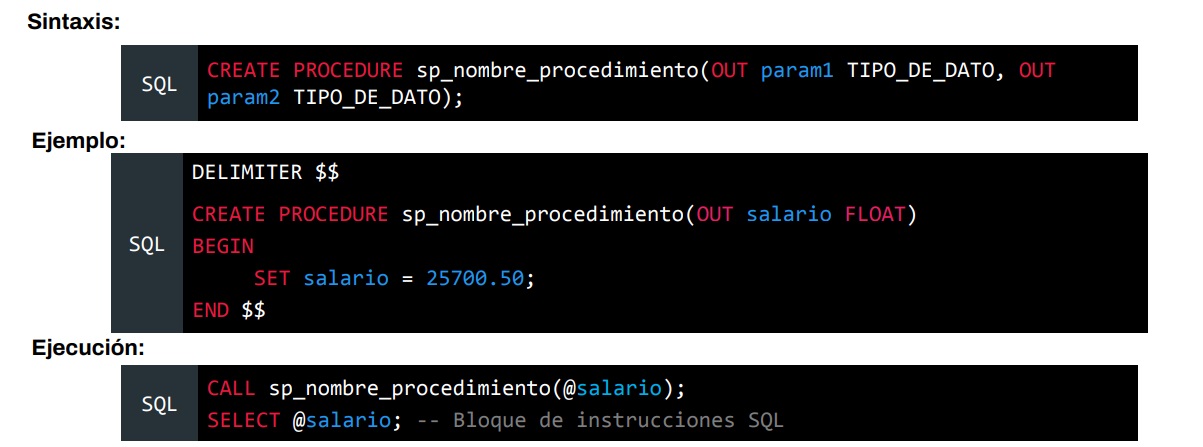 Sintaxis:
SQL
CREATE PROCEDURE sp_nombre_procedimiento(OUT param1 TIPO_DE_DATO, OUT
param2 TIPO_DE_DATO);
Ejemplo:
SQL
DELIMITER $$
CREATE PROCEDURE sp_nombre_procedimiento(OUT salario FLOAT)
BEGIN
SET salario = 25700.50;
END $$
Ejecución:
SQL
CALL sp_nombre_procedimiento(@salario);
SELECT @salario; -- Bloque de instrucciones SQL